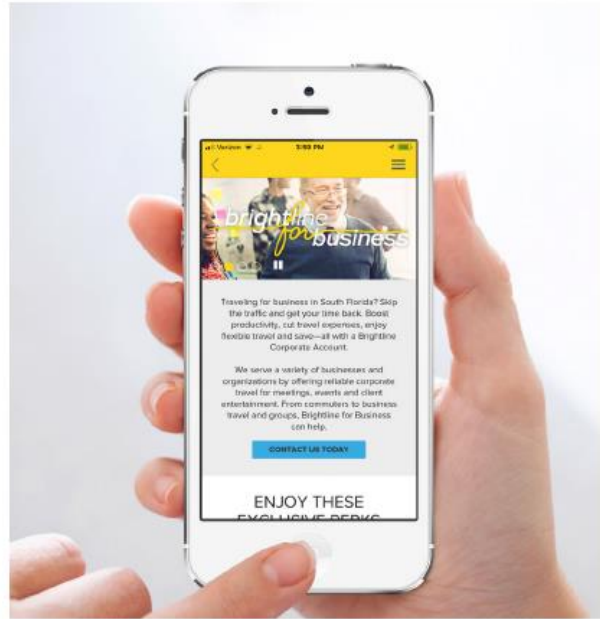 Verizon
5:53 PM
brightline
for
business
Traveling for business in South Florida? Skip
the traffic and get your time back. Boost
productivity, cut travel expenses, enjoy
flexible travel and save—all with a Brightline
Corporate Account.
We serve a variety of businesses and
organizations by offering reliable corporate
travel for meetings, events and client
entertainment. From commuters to business
travel and groups, Brightline for Business
can help.
CONTACT US TODAY
ENJOY THESE
EXCLUSIVE PERKS